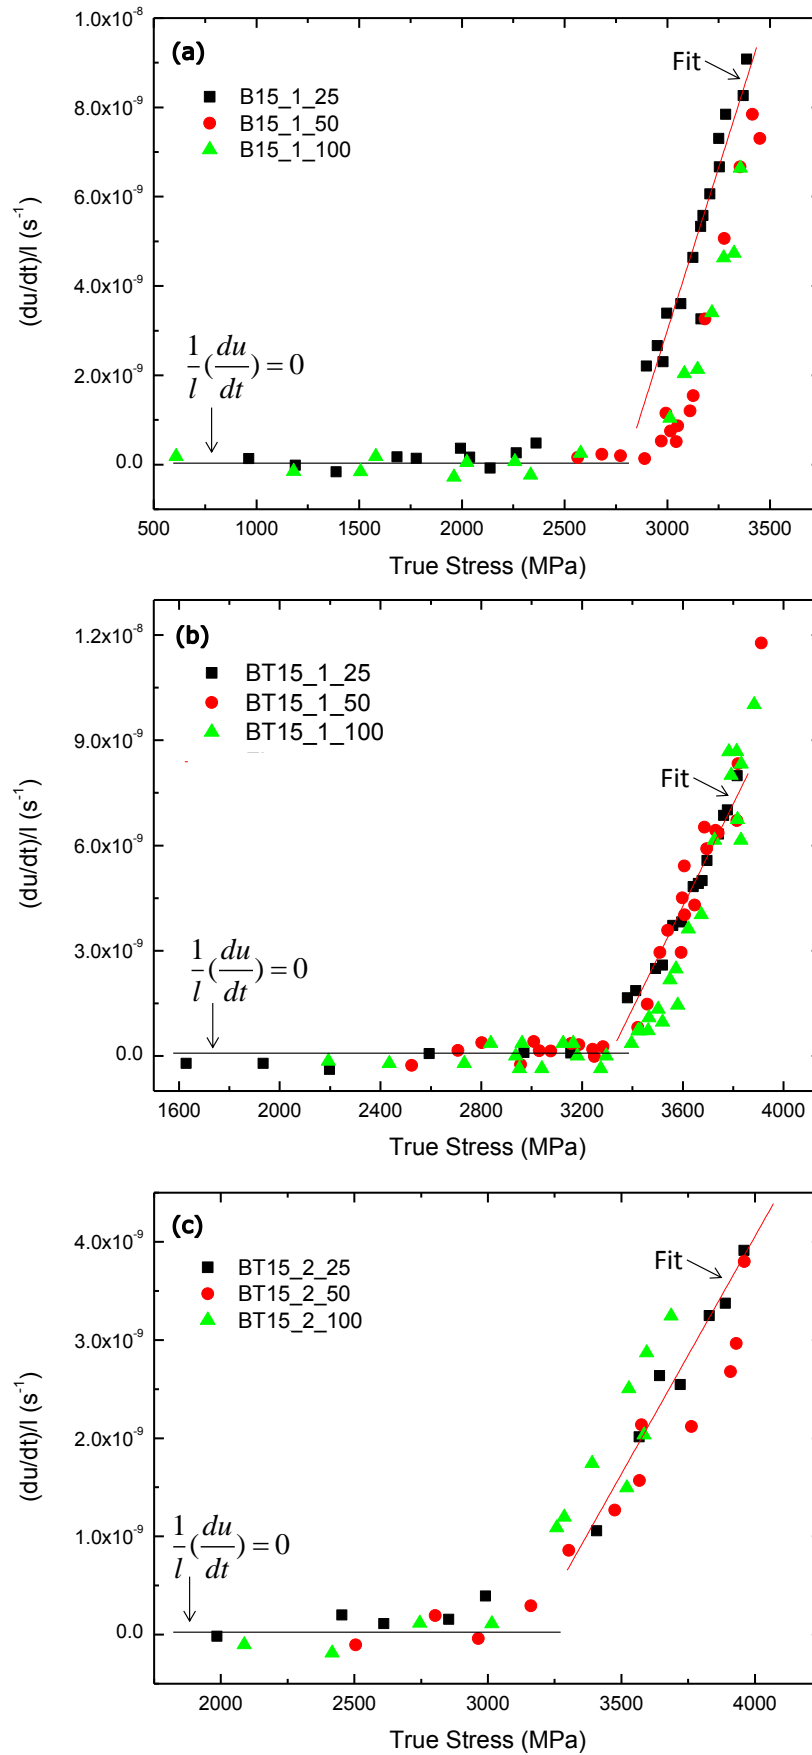 (a)
1.0x10⁻⁸
8.0x10⁻⁹
6.0x10⁻⁹
4.0x10⁻⁹
2.0x10⁻⁹
0.0
(du/dt)/l (s⁻¹)
B15_1_25
B15_1_50
B15_1_100
Fit
1/l (du/dt) = 0
500 1000 1500 2000 2500 3000 3500
True Stress (MPa)
(b)
1.2x10⁻⁸
9.0x10⁻⁹
6.0x10⁻⁹
3.0x10⁻⁹
0.0
(du/dt)/l (s⁻¹)
BT15_1_25
BT15_1_50
BT15_1_100
Fit
1/l (du/dt) = 0
1600 2000 2400 2800 3200 3600 4000
True Stress (MPa)
(c)
4.0x10⁻⁹
3.0x10⁻⁹
2.0x10⁻⁹
1.0x10⁻⁹
0.0
(du/dt)/l (s⁻¹)
BT15_2_25
BT15_2_50
BT15_2_100
Fit
1/l (du/dt) = 0
2000 2500 3000 3500 4000
True Stress (MPa)